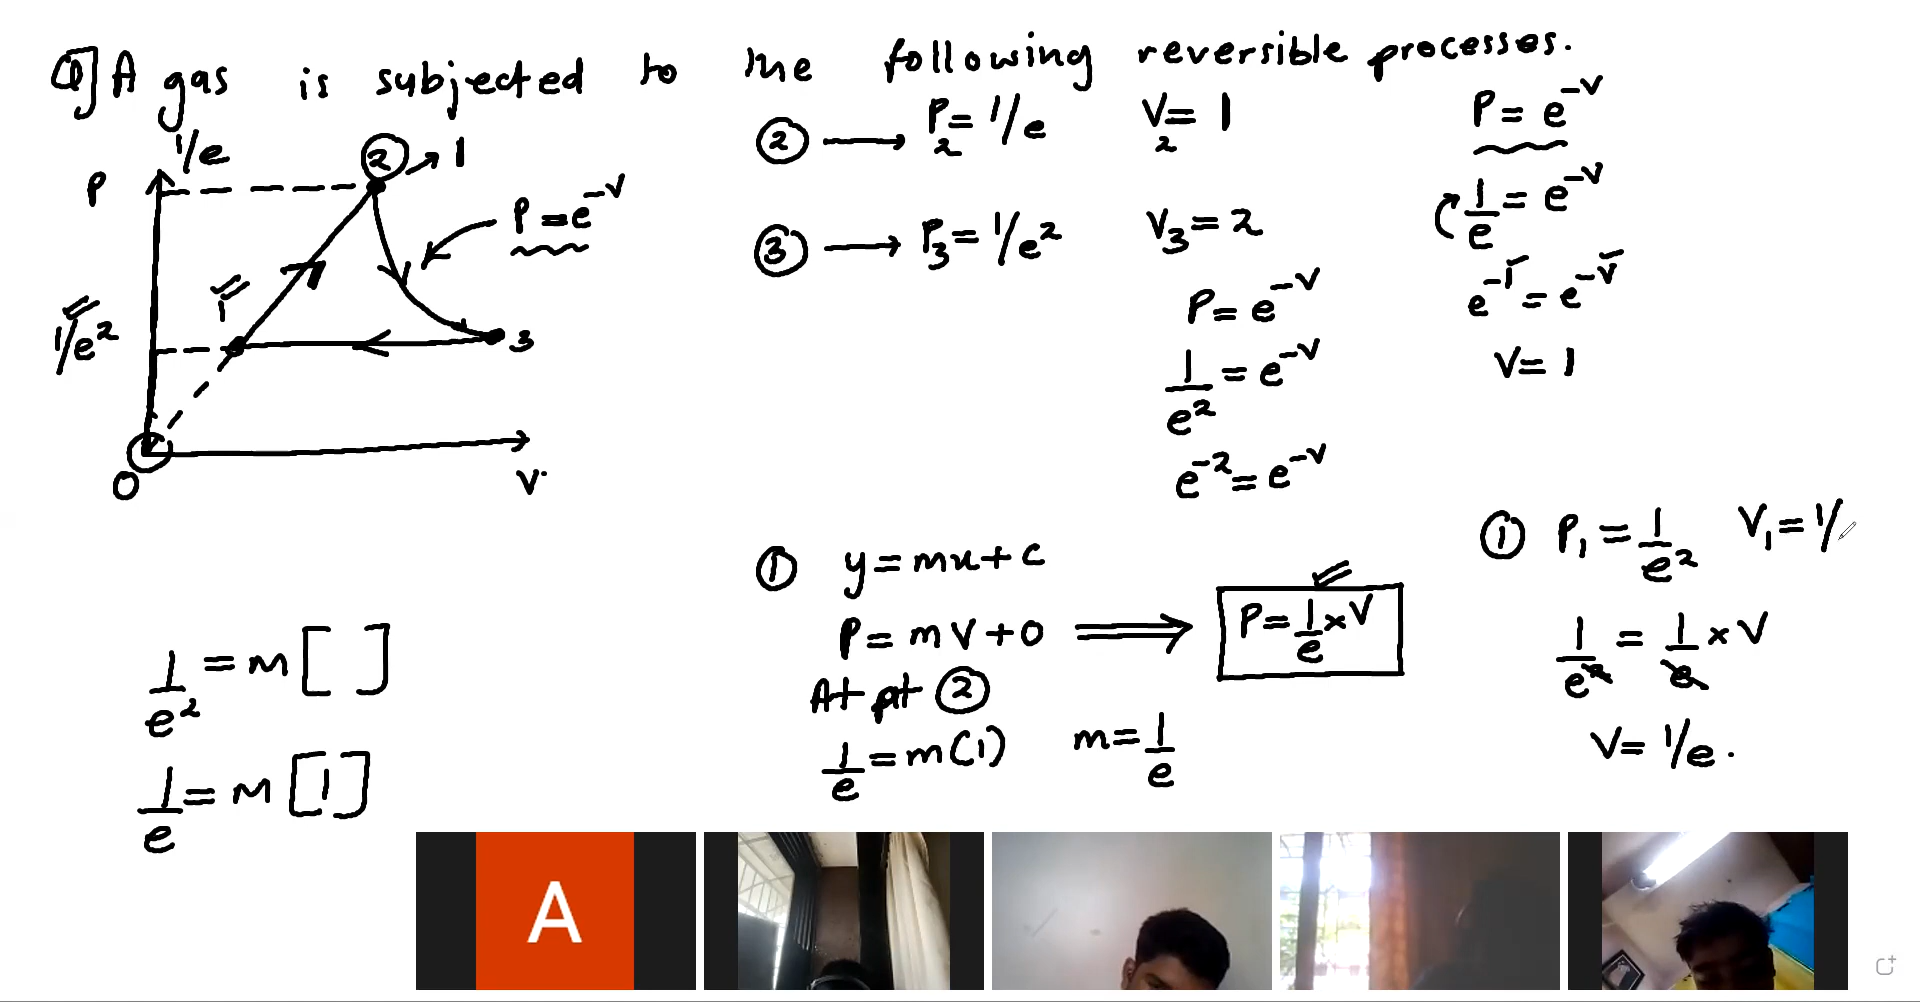 Q] A gas is subjected to the following reversible processes.
1/e
② → 1
P
P = e^-V
1
1/e²
3
O
V.
② → P₂ = 1/e V₂ = 1
③ → P₃ = 1/e² V₃ = 2
P = e^-V
1/e² = e^-V
e^-2 = e^-V
P = e^-V
1/e = e^-V
e^-1 = e^-V
V = 1
1/e² = m [ ]
1/e = m [1]
① y = mx + c
P = mV + 0 ⟹ P = 1/e × V
At pt ②
1/e = m(1) m = 1/e
① P₁ = 1/e² V₁ = 1/
1/e² = 1/e × V
V = 1/e.
A